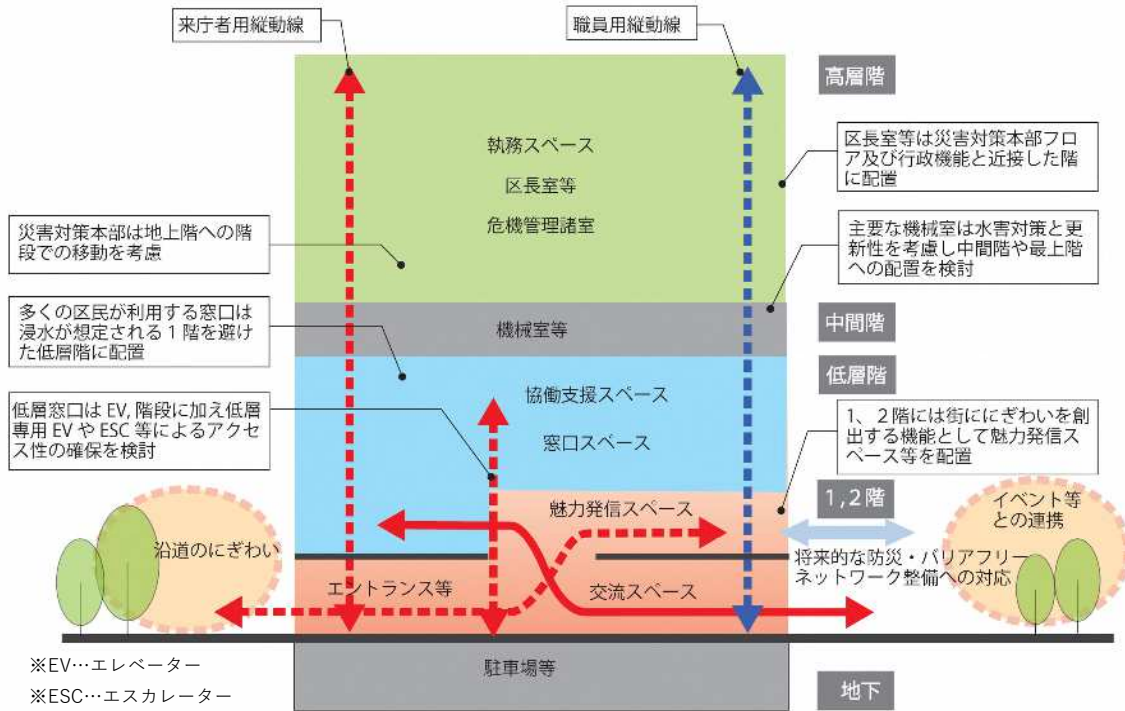 来庁者用縦動線
職員用縦動線
高層階
執務スペース
区長室等
危機管理諸室
区長室等は災害対策本部フロ
ア及び行政機能と近接した階
に配置
災害対策本部は地上階への階
段での移動を考慮
主要な機械室は水害対策と更
新性を考慮し中間階や最上階
への配置を検討
多くの区民が利用する窓口は
浸水が想定される1階を避け
た低層階に配置
機械室等
中間階
低層階
協働支援スペース
窓口スペース
低層窓口は EV, 階段に加え低層
専用 EV や ESC 等によるアクセ
ス性の確保を検討
1、2階には街ににぎわいを創
出する機能として魅力発信ス
ペース等を配置
1,2階
魅力発信スペース
イベント等
との連携
沿道のにぎわい
将来的な防災・バリアフリー
ネットワーク整備への対応
エントランス等
交流スペース
駐車場等
地下
※EV…エレベーター
※ESC…エスカレーター